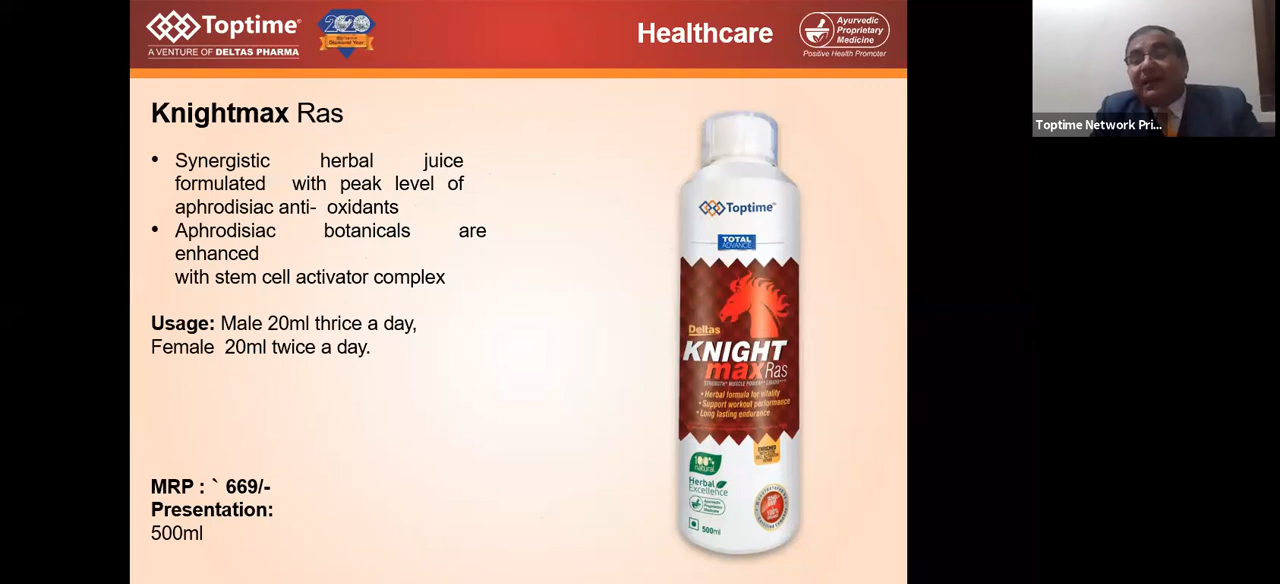 Toptime
A VENTURE OF DELTAS PHARMA
2020
Healthcare
Ayurvedic
Proprietary
Medicine
Positive Health Promoter
Toptime Network Pri...
Knightmax Ras
• Synergistic herbal juice
formulated with peak level of
aphrodisiac anti- oxidants
• Aphrodisiac botanicals are
enhanced
with stem cell activator complex
Usage: Male 20ml thrice a day,
Female 20ml twice a day.
MRP : ` 669/-
Presentation:
500ml
Toptime
TOTAL
ADVANCE
Deltas
KNIGHT
max Ras
• Herbal formula for vitality
• Support workout performance
• Long lasting endurance
100%
natural
Herbal
Excellence
500ml